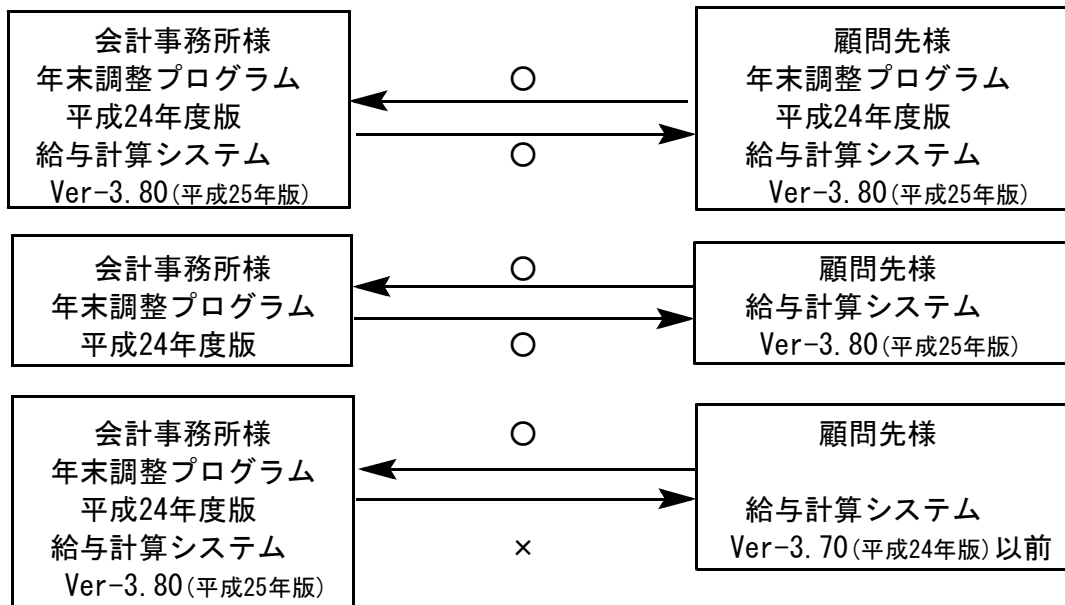 会計事務所様
年末調整プログラム
平成24年度版
給与計算システム
Ver-3.80(平成25年版)
○
○
顧問先様
年末調整プログラム
平成24年度版
給与計算システム
Ver-3.80(平成25年版)
会計事務所様
年末調整プログラム
平成24年度版
○
○
顧問先様
給与計算システム
Ver-3.80(平成25年版)
会計事務所様
年末調整プログラム
平成24年度版
給与計算システム
Ver-3.80(平成25年版)
○
×
顧問先様
給与計算システム
Ver-3.70(平成24年版)以前